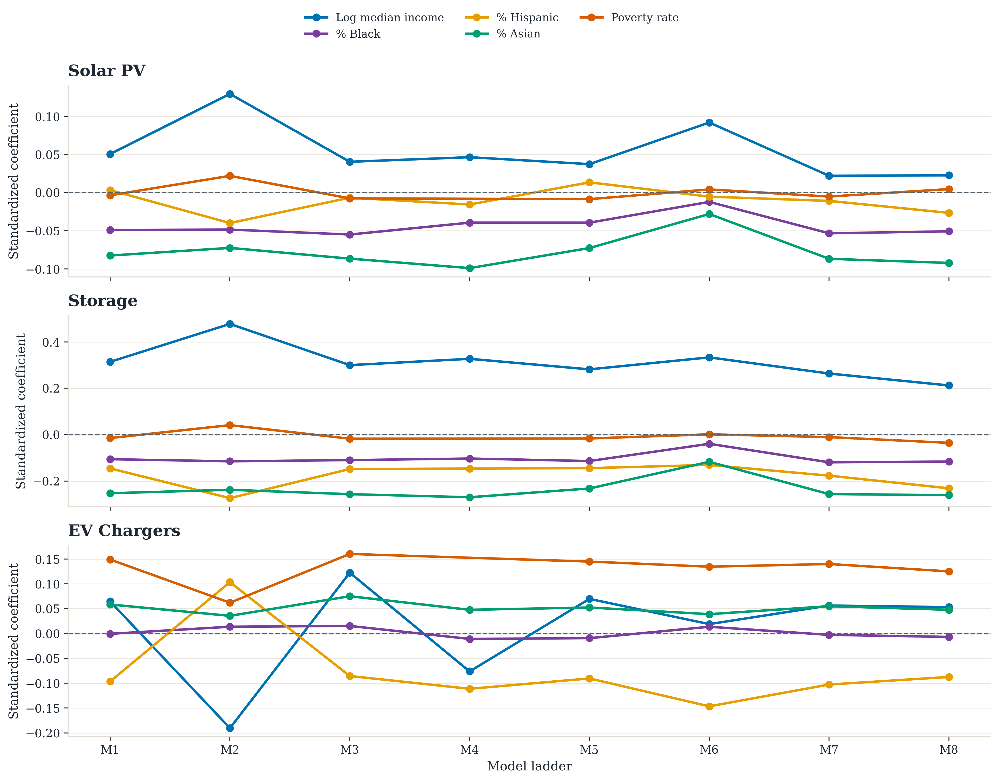 Log median income
% Black
% Hispanic
% Asian
Poverty rate
Solar PV
Standardized coefficient
0.10
0.05
0.00
−0.05
−0.10
Storage
Standardized coefficient
0.4
0.2
0.0
−0.2
EV Chargers
Standardized coefficient
0.15
0.10
0.05
0.00
−0.05
−0.10
−0.15
−0.20
M1 M2 M3 M4 M5 M6 M7 M8
Model ladder